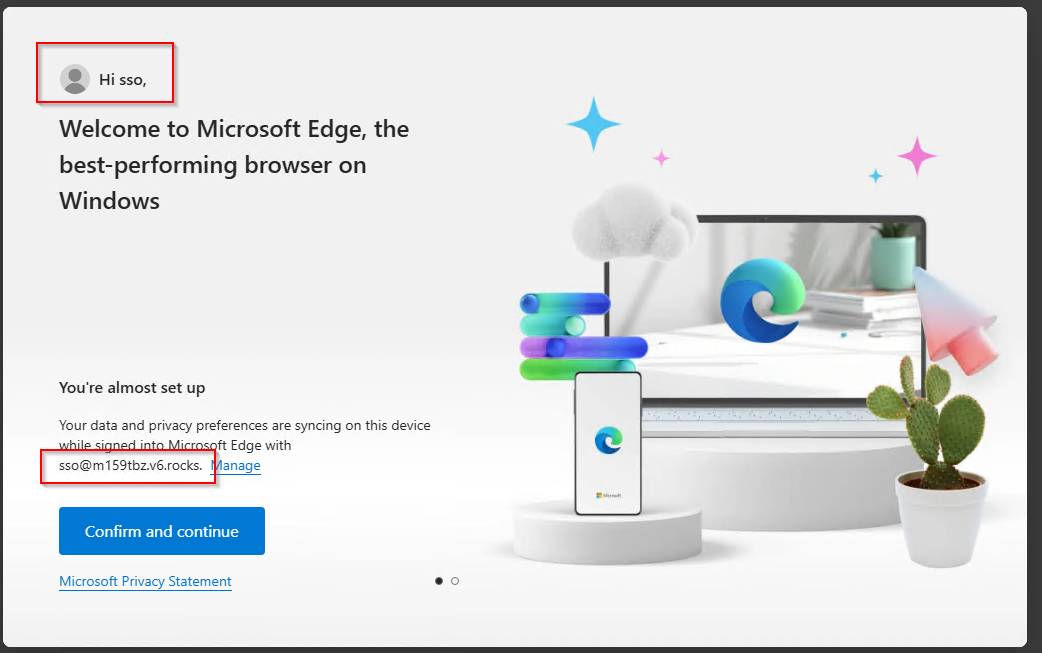 Hi sso,
Welcome to Microsoft Edge, the
best-performing browser on
Windows
You're almost set up
Your data and privacy preferences are syncing on this device
while signed into Microsoft Edge with
sso@m159tbz.v6.rocks. Manage
Confirm and continue
Microsoft Privacy Statement
Microsoft